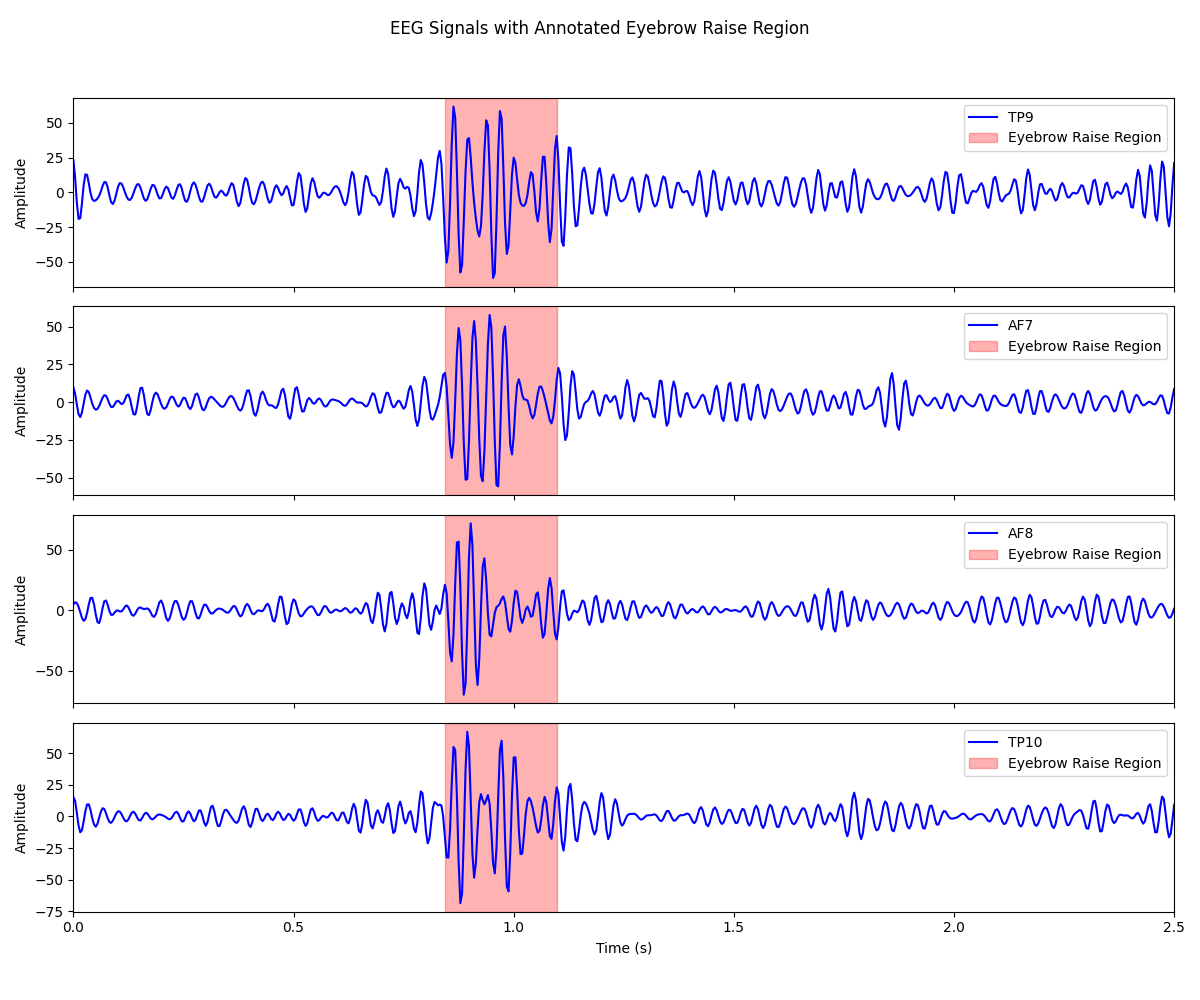 EEG Signals with Annotated Eyebrow Raise Region
Amplitude
50
25
0
−25
−50
TP9
Eyebrow Raise Region
Amplitude
50
25
0
−25
−50
AF7
Eyebrow Raise Region
Amplitude
50
0
−50
AF8
Eyebrow Raise Region
Amplitude
50
25
0
−25
−50
−75
TP10
Eyebrow Raise Region
0.0 0.5 1.0 1.5 2.0 2.5
Time (s)